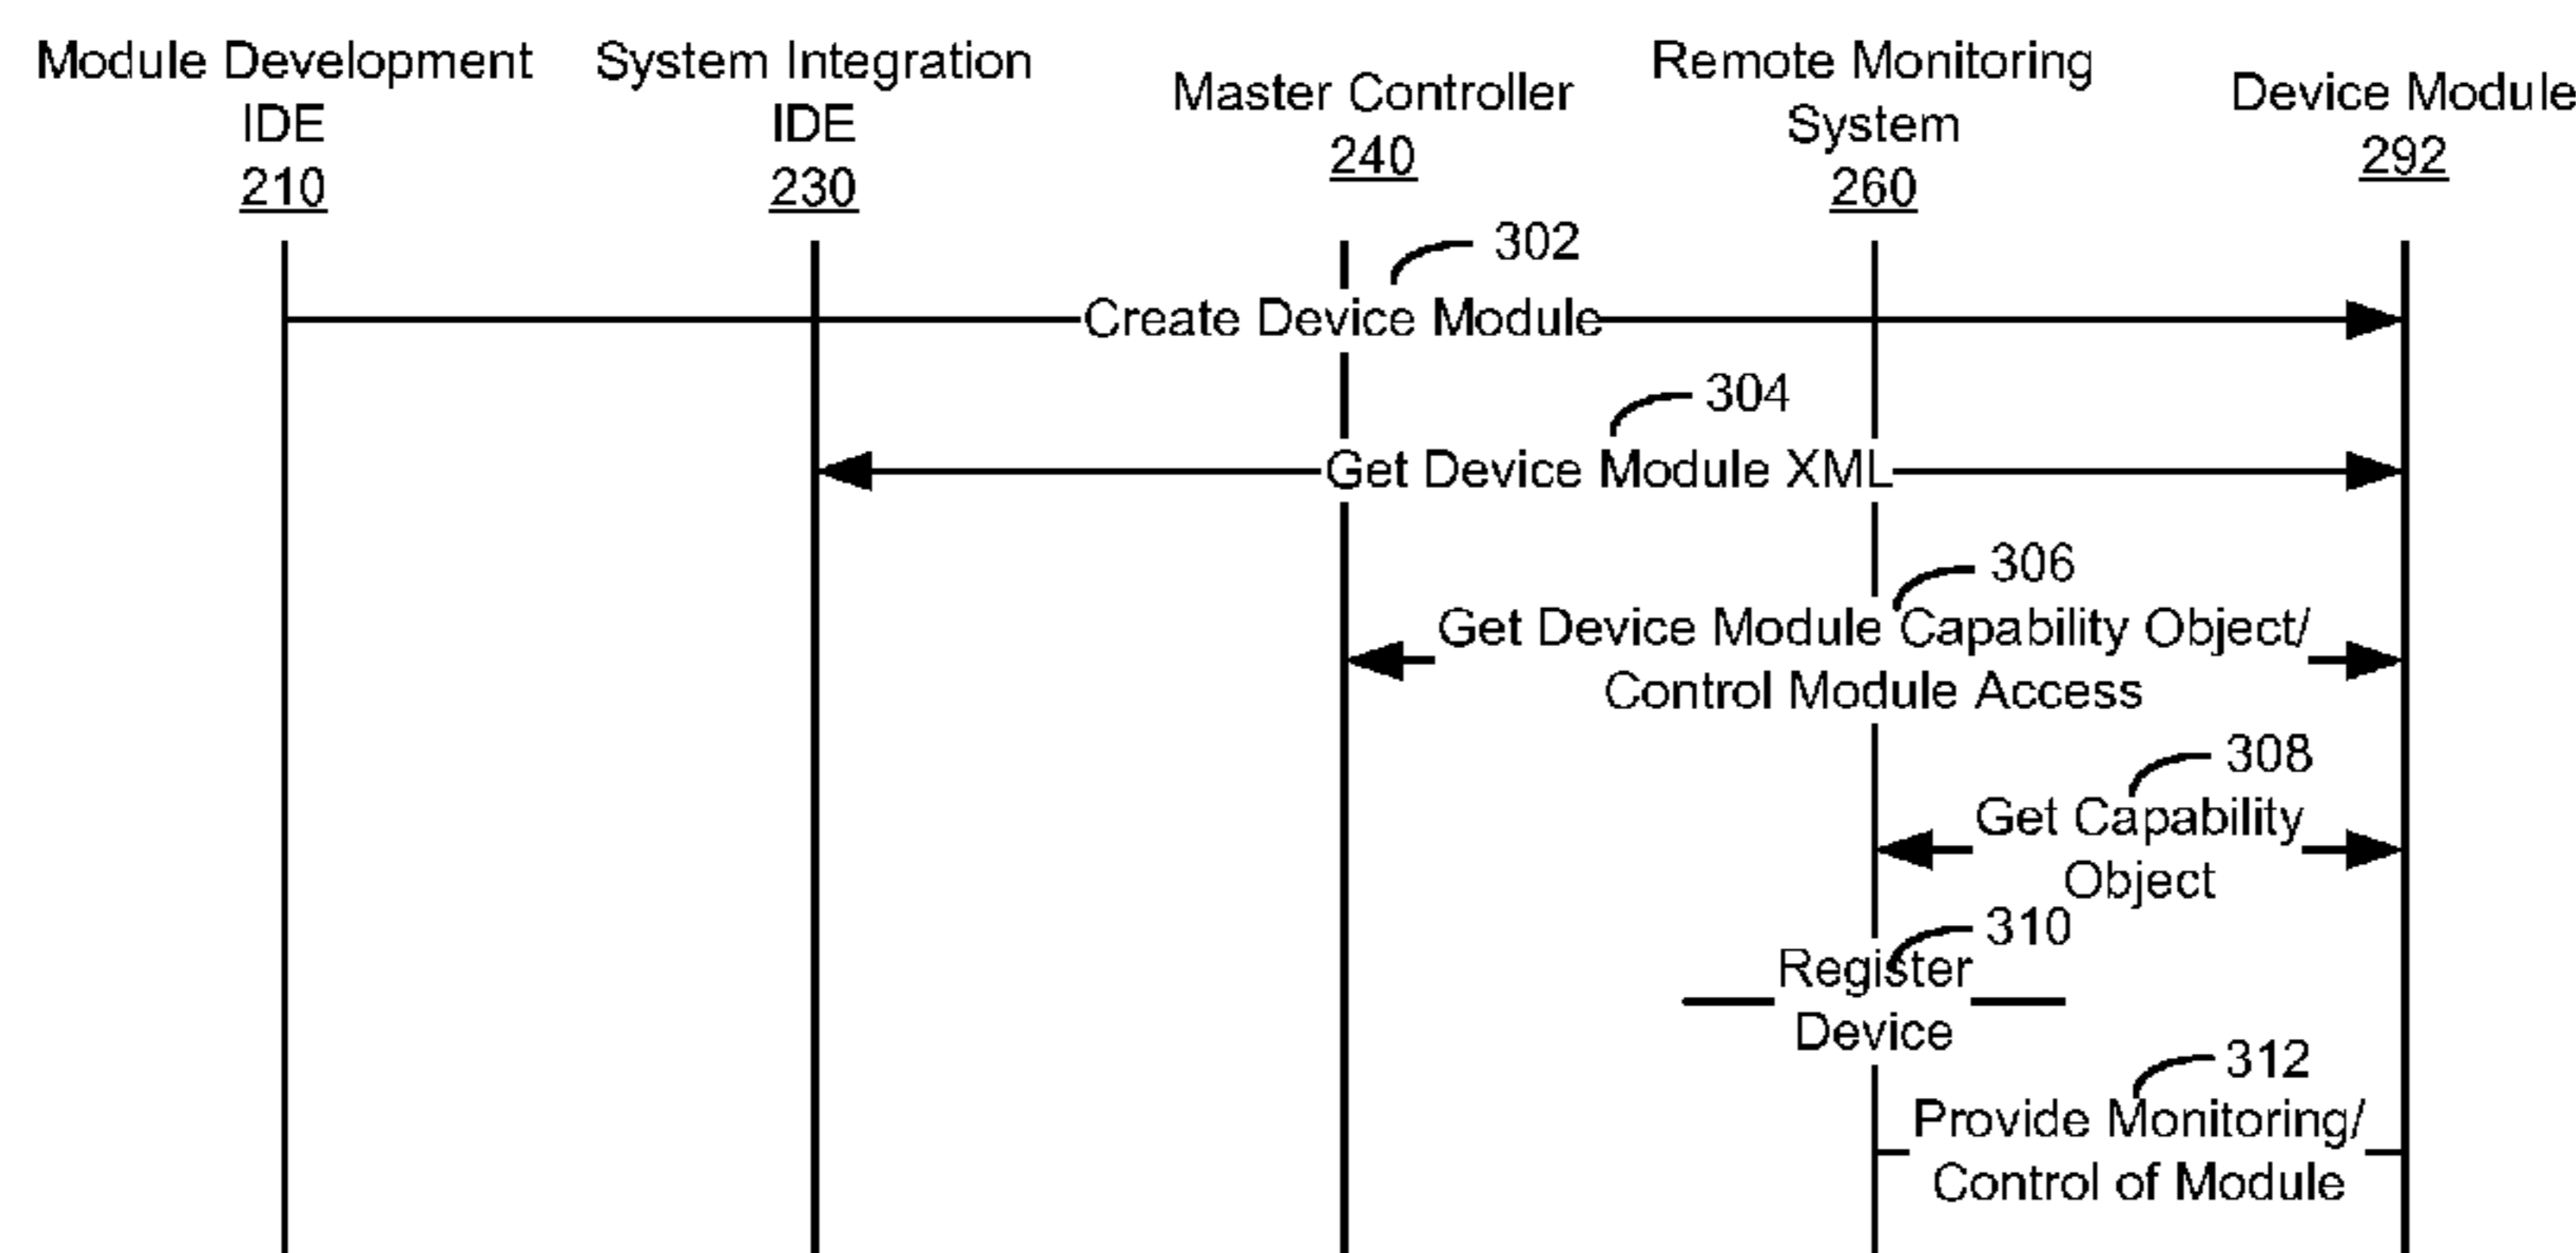 Module Development
IDE
210
System Integration
IDE
230
Master Controller
240
Remote Monitoring
System
260
Device Module
292
302
Create Device Module
304
Get Device Module XML
306
Get Device Module Capability Object/
Control Module Access
308
Get Capability
Object
310
Register
Device
312
Provide Monitoring/
Control of Module